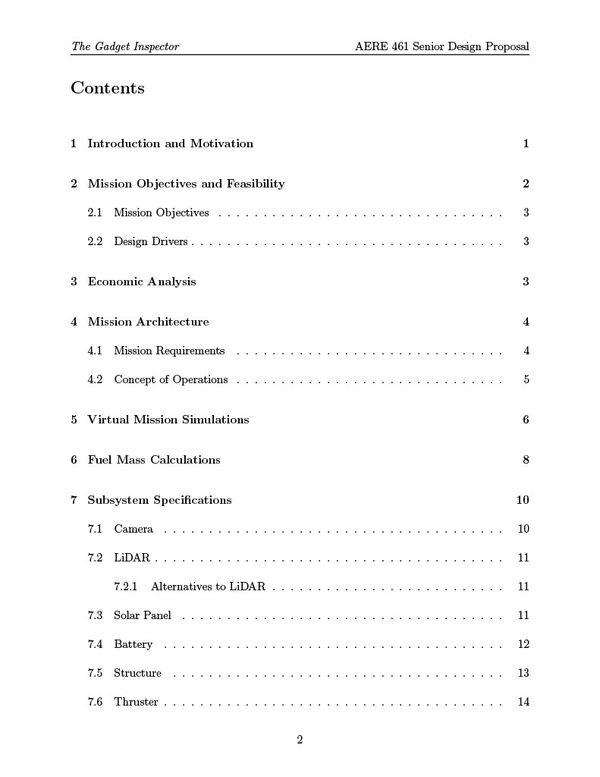 The Gadget Inspector AERE 461 Senior Design Proposal
Contents
1 Introduction and Motivation 1
2 Mission Objectives and Feasibility 2
2.1 Mission Objectives . . . . . . . . . . . . . . . . . . . . . . . . . . . . . . . . 3
2.2 Design Drivers . . . . . . . . . . . . . . . . . . . . . . . . . . . . . . . . . . . 3
3 Economic Analysis 3
4 Mission Architecture 4
4.1 Mission Requirements . . . . . . . . . . . . . . . . . . . . . . . . . . . . . . 4
4.2 Concept of Operations . . . . . . . . . . . . . . . . . . . . . . . . . . . . . . 5
5 Virtual Mission Simulations 6
6 Fuel Mass Calculations 8
7 Subsystem Specifications 10
7.1 Camera . . . . . . . . . . . . . . . . . . . . . . . . . . . . . . . . . . . . . . 10
7.2 LiDAR . . . . . . . . . . . . . . . . . . . . . . . . . . . . . . . . . . . . . . . 11
7.2.1 Alternatives to LiDAR . . . . . . . . . . . . . . . . . . . . . . . . . . 11
7.3 Solar Panel . . . . . . . . . . . . . . . . . . . . . . . . . . . . . . . . . . . . 11
7.4 Battery . . . . . . . . . . . . . . . . . . . . . . . . . . . . . . . . . . . . . . 12
7.5 Structure . . . . . . . . . . . . . . . . . . . . . . . . . . . . . . . . . . . . . 13
7.6 Thruster . . . . . . . . . . . . . . . . . . . . . . . . . . . . . . . . . . . . . . 14
2